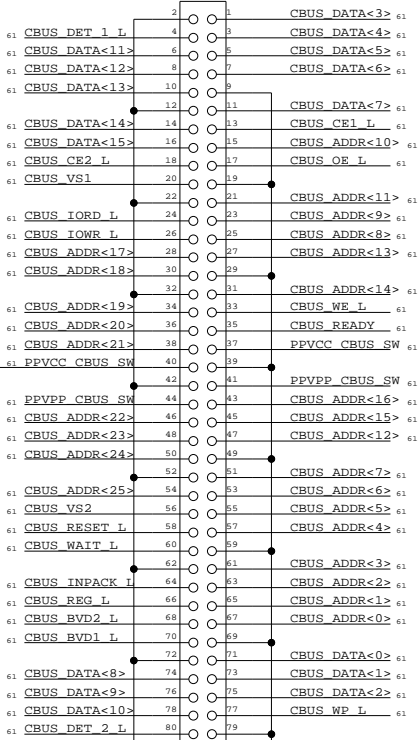 2 1 CBUS_DATA<3> 61
61 CBUS_DET_1_L 4 3 CBUS_DATA<4> 61
61 CBUS_DATA<11> 6 5 CBUS_DATA<5> 61
61 CBUS_DATA<12> 8 7 CBUS_DATA<6> 61
61 CBUS_DATA<13> 10 9
12 11 CBUS_DATA<7> 61
61 CBUS_DATA<14> 14 13 CBUS_CE1_L 61
61 CBUS_DATA<15> 16 15 CBUS_ADDR<10> 61
61 CBUS_CE2_L 18 17 CBUS_OE_L 61
61 CBUS_VS1 20 19
22 21 CBUS_ADDR<11> 61
61 CBUS_IORD_L 24 23 CBUS_ADDR<9> 61
61 CBUS_IOWR_L 26 25 CBUS_ADDR<8> 61
61 CBUS_ADDR<17> 28 27 CBUS_ADDR<13> 61
61 CBUS_ADDR<18> 30 29
32 31 CBUS_ADDR<14> 61
61 CBUS_ADDR<19> 34 33 CBUS_WE_L 61
61 CBUS_ADDR<20> 36 35 CBUS_READY 61
61 CBUS_ADDR<21> 38 37 PPVCC_CBUS_SW 61
61 PPVCC_CBUS_SW 40 39
42 41 PPVPP_CBUS_SW 61
61 PPVPP_CBUS_SW 44 43 CBUS_ADDR<16> 61
61 CBUS_ADDR<22> 46 45 CBUS_ADDR<15> 61
61 CBUS_ADDR<23> 48 47 CBUS_ADDR<12> 61
61 CBUS_ADDR<24> 50 49
52 51 CBUS_ADDR<7> 61
61 CBUS_ADDR<25> 54 53 CBUS_ADDR<6> 61
61 CBUS_VS2 56 55 CBUS_ADDR<5> 61
61 CBUS_RESET_L 58 57 CBUS_ADDR<4> 61
61 CBUS_WAIT_L 60 59
62 61 CBUS_ADDR<3> 61
61 CBUS_INPACK_L 64 63 CBUS_ADDR<2> 61
61 CBUS_REG_L 66 65 CBUS_ADDR<1> 61
61 CBUS_BVD2_L 68 67 CBUS_ADDR<0> 61
61 CBUS_BVD1_L 70 69
72 71 CBUS_DATA<0> 61
61 CBUS_DATA<8> 74 73 CBUS_DATA<1> 61
61 CBUS_DATA<9> 76 75 CBUS_DATA<2> 61
61 CBUS_DATA<10> 78 77 CBUS_WP_L 61
61 CBUS_DET_2_L 80 79